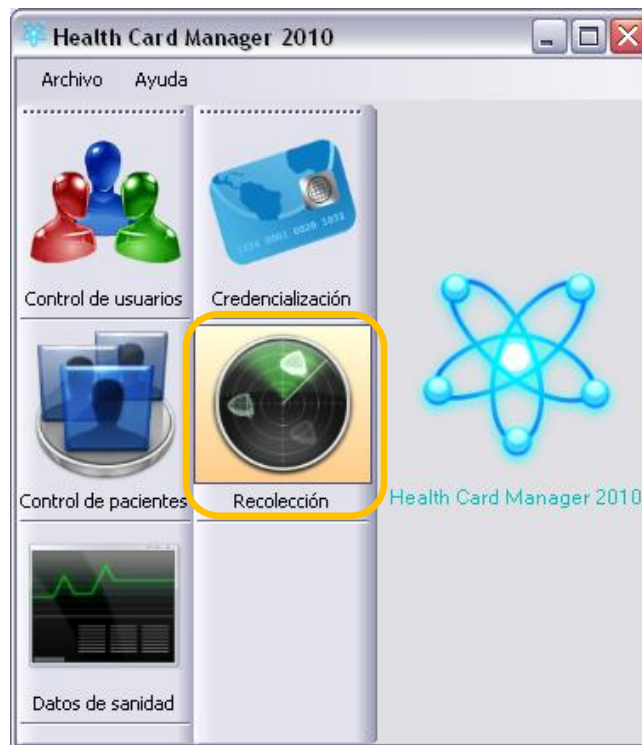 Health Card Manager 2010
Archivo Ayuda
Control de usuarios
Credencialización
Control de pacientes
Recolección
Datos de sanidad
Health Card Manager 2010